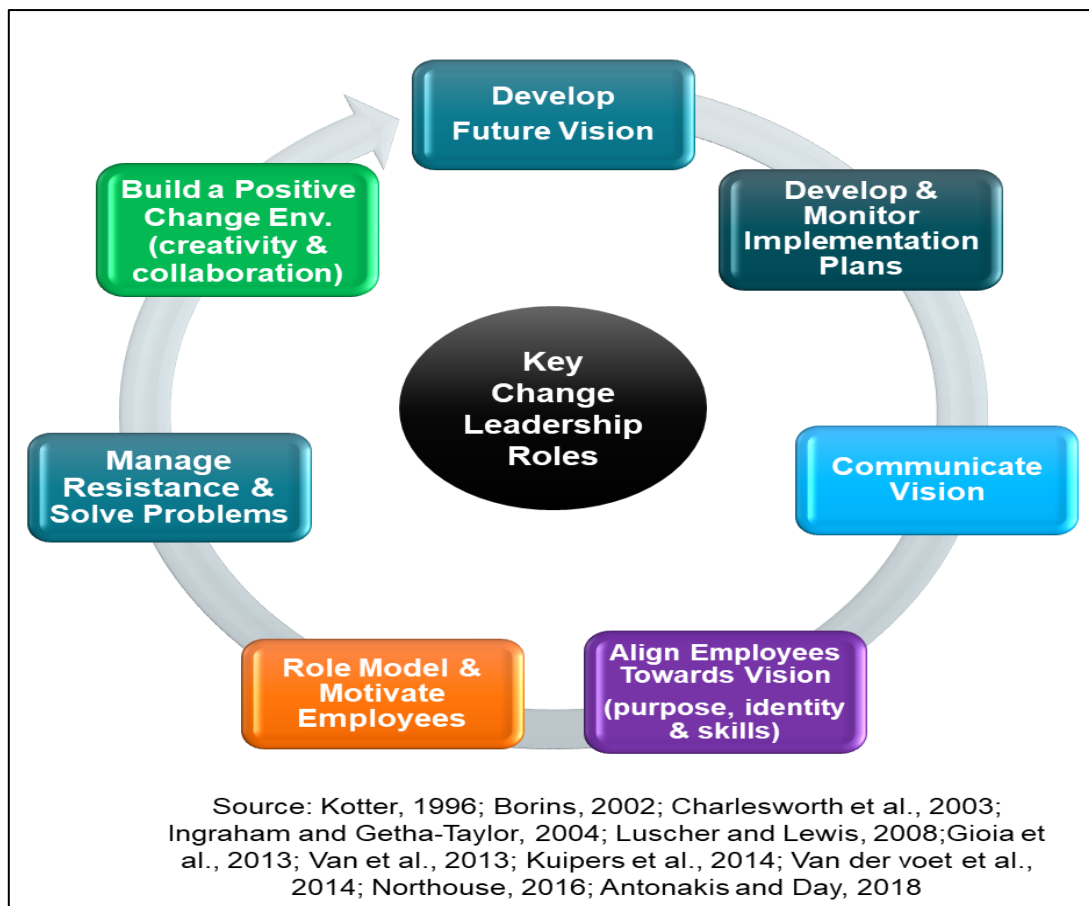 Develop
Future Vision
Develop &
Monitor
Implementation
Plans
Communicate
Vision
Align Employees
Towards Vision
(purpose, identity
& skills)
Role Model &
Motivate
Employees
Manage
Resistance &
Solve Problems
Build a Positive
Change Env.
(creativity &
collaboration)
Key
Change
Leadership
Roles
Source: Kotter, 1996; Borins, 2002; Charlesworth et al., 2003;
Ingraham and Getha-Taylor, 2004; Luscher and Lewis, 2008;Gioia et
al., 2013; Van et al., 2013; Kuipers et al., 2014; Van der voet et al.,
2014; Northouse, 2016; Antonakis and Day, 2018